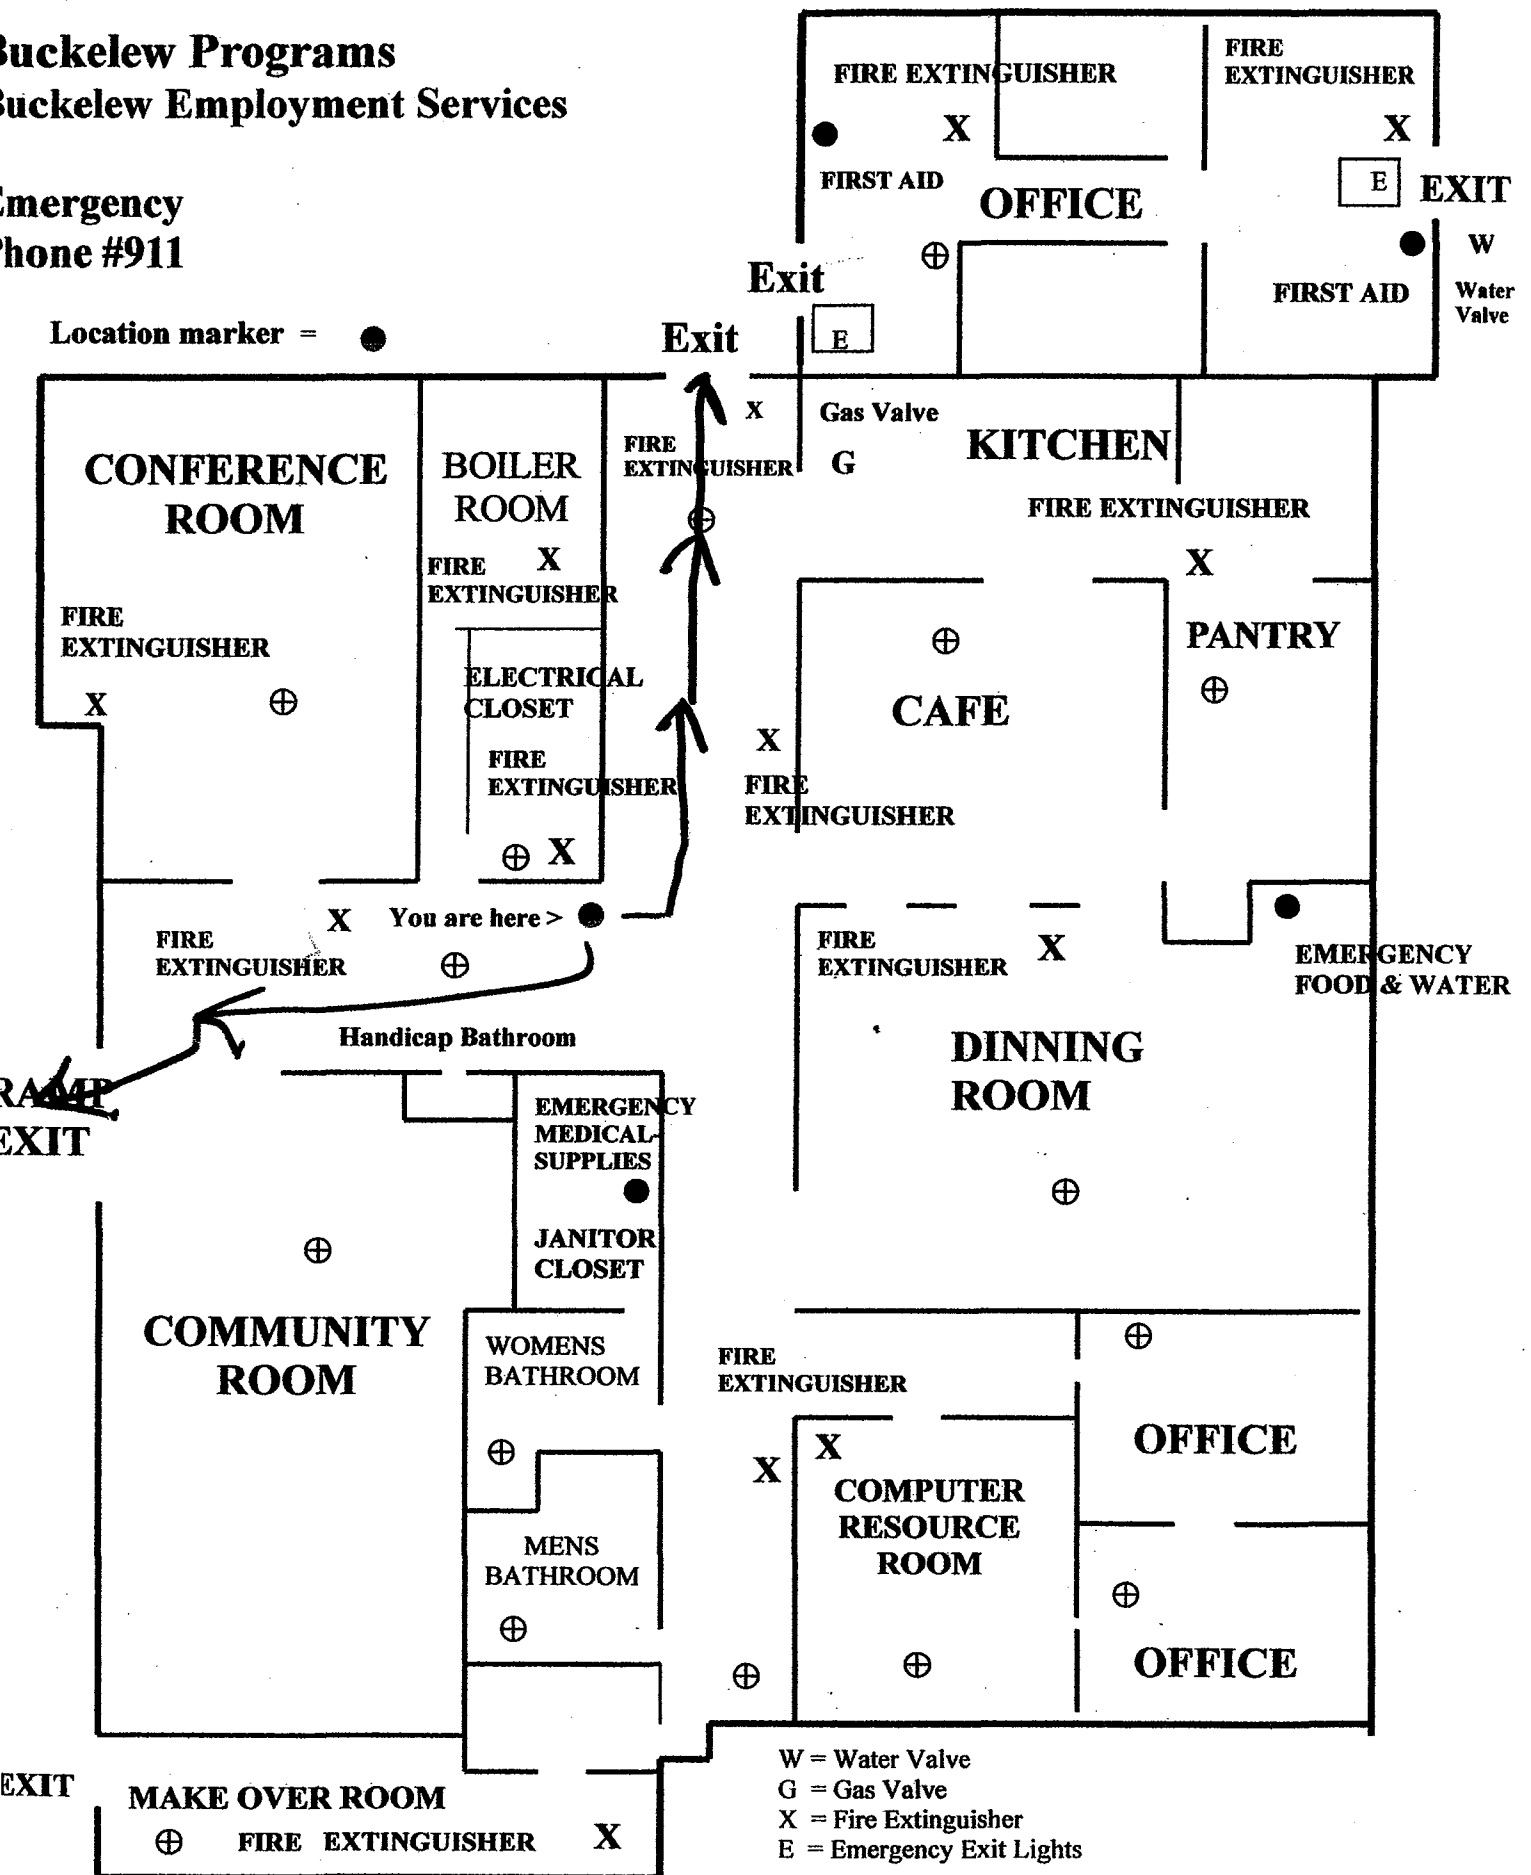 Buckelew Programs
Buckelew Employment Services
Emergency
Phone #911
Location marker =
FIRE EXTINGUISHER
X
FIRST AID
OFFICE
FIRE
EXTINGUISHER
X
E
EXIT
W
Water
Valve
FIRST AID
Exit
E
Exit
CONFERENCE
ROOM
FIRE
EXTINGUISHER
X
BOILER
ROOM
X
FIRE
EXTINGUISHER
ELECTRICAL
CLOSET
FIRE
EXTINGUISHER
X
X
FIRE
EXTINGUISHER
Gas Valve
G
KITCHEN
FIRE EXTINGUISHER
X
PANTRY
CAFE
X
FIRE
EXTINGUISHER
X
You are here >
FIRE
EXTINGUISHER
FIRE
EXTINGUISHER
X
EMERGENCY
FOOD & WATER
DINNING
ROOM
Handicap Bathroom
RAMP
EXIT
EMERGENCY
MEDICAL
SUPPLIES
JANITOR
CLOSET
COMMUNITY
ROOM
WOMENS
BATHROOM
MENS
BATHROOM
FIRE
EXTINGUISHER
X
X
COMPUTER
RESOURCE
ROOM
OFFICE
OFFICE
EXIT
MAKE OVER ROOM
FIRE EXTINGUISHER
X
W = Water Valve
G = Gas Valve
X = Fire Extinguisher
E = Emergency Exit Lights